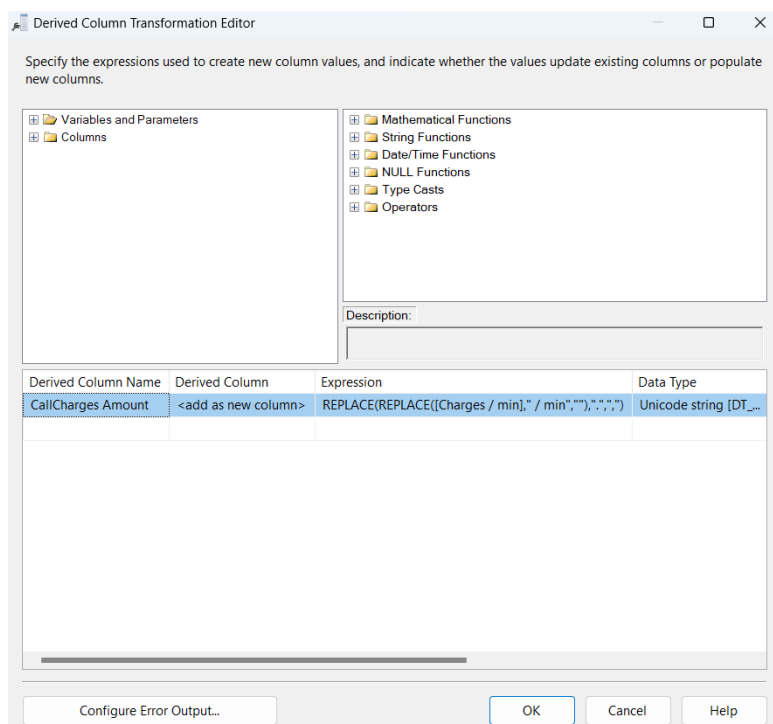 Derived Column Transformation Editor
Specify the expressions used to create new column values, and indicate whether the values update existing columns or populate
new columns.
Variables and Parameters
Columns
Mathematical Functions
String Functions
Date/Time Functions
NULL Functions
Type Casts
Operators
Description:
Derived Column Name Derived Column Expression Data Type
CallCharges Amount <add as new column> REPLACE(REPLACE([Charges / min]," / min",""),".",",") Unicode string [DT_...
Configure Error Output... OK Cancel Help